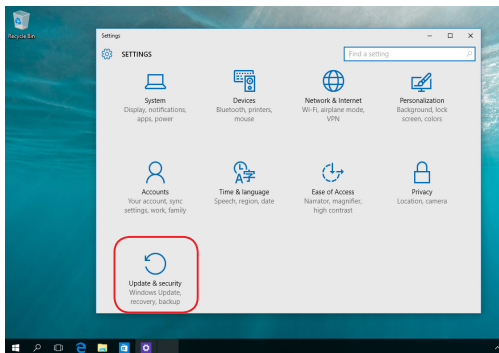 Recycle Bin
Settings
SETTINGS
Find a setting
System
Display, notifications,
apps, power
Devices
Bluetooth, printers,
mouse
Network & Internet
Wi-Fi, airplane mode,
VPN
Personalization
Background, lock
screen, colors
Accounts
Your account, sync
settings, work, family
Time & language
Speech, region, date
Ease of Access
Narrator, magnifier,
high contrast
Privacy
Location, camera
Update & security
Windows Update,
recovery, backup